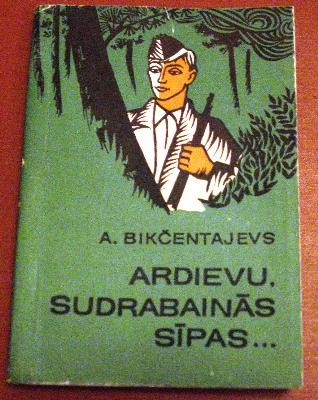 A. BIKČENTAJEVS
ARDIEVU,
SUDRABAINĀS
SĪPAS...